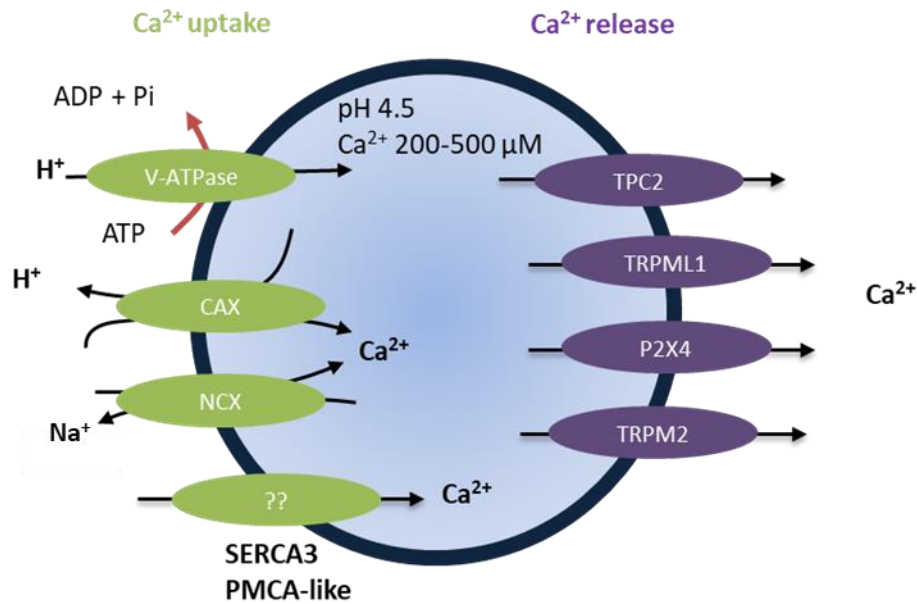 Ca²⁺ uptake
Ca²⁺ release
ADP + Pi
pH 4.5
Ca²⁺ 200-500 µM
H⁺
V-ATPase
TPC2
ATP
TRPML1
H⁺
CAX
Ca²⁺
Ca²⁺
P2X4
NCX
Na⁺
TRPM2
??
Ca²⁺
SERCA3
PMCA-like